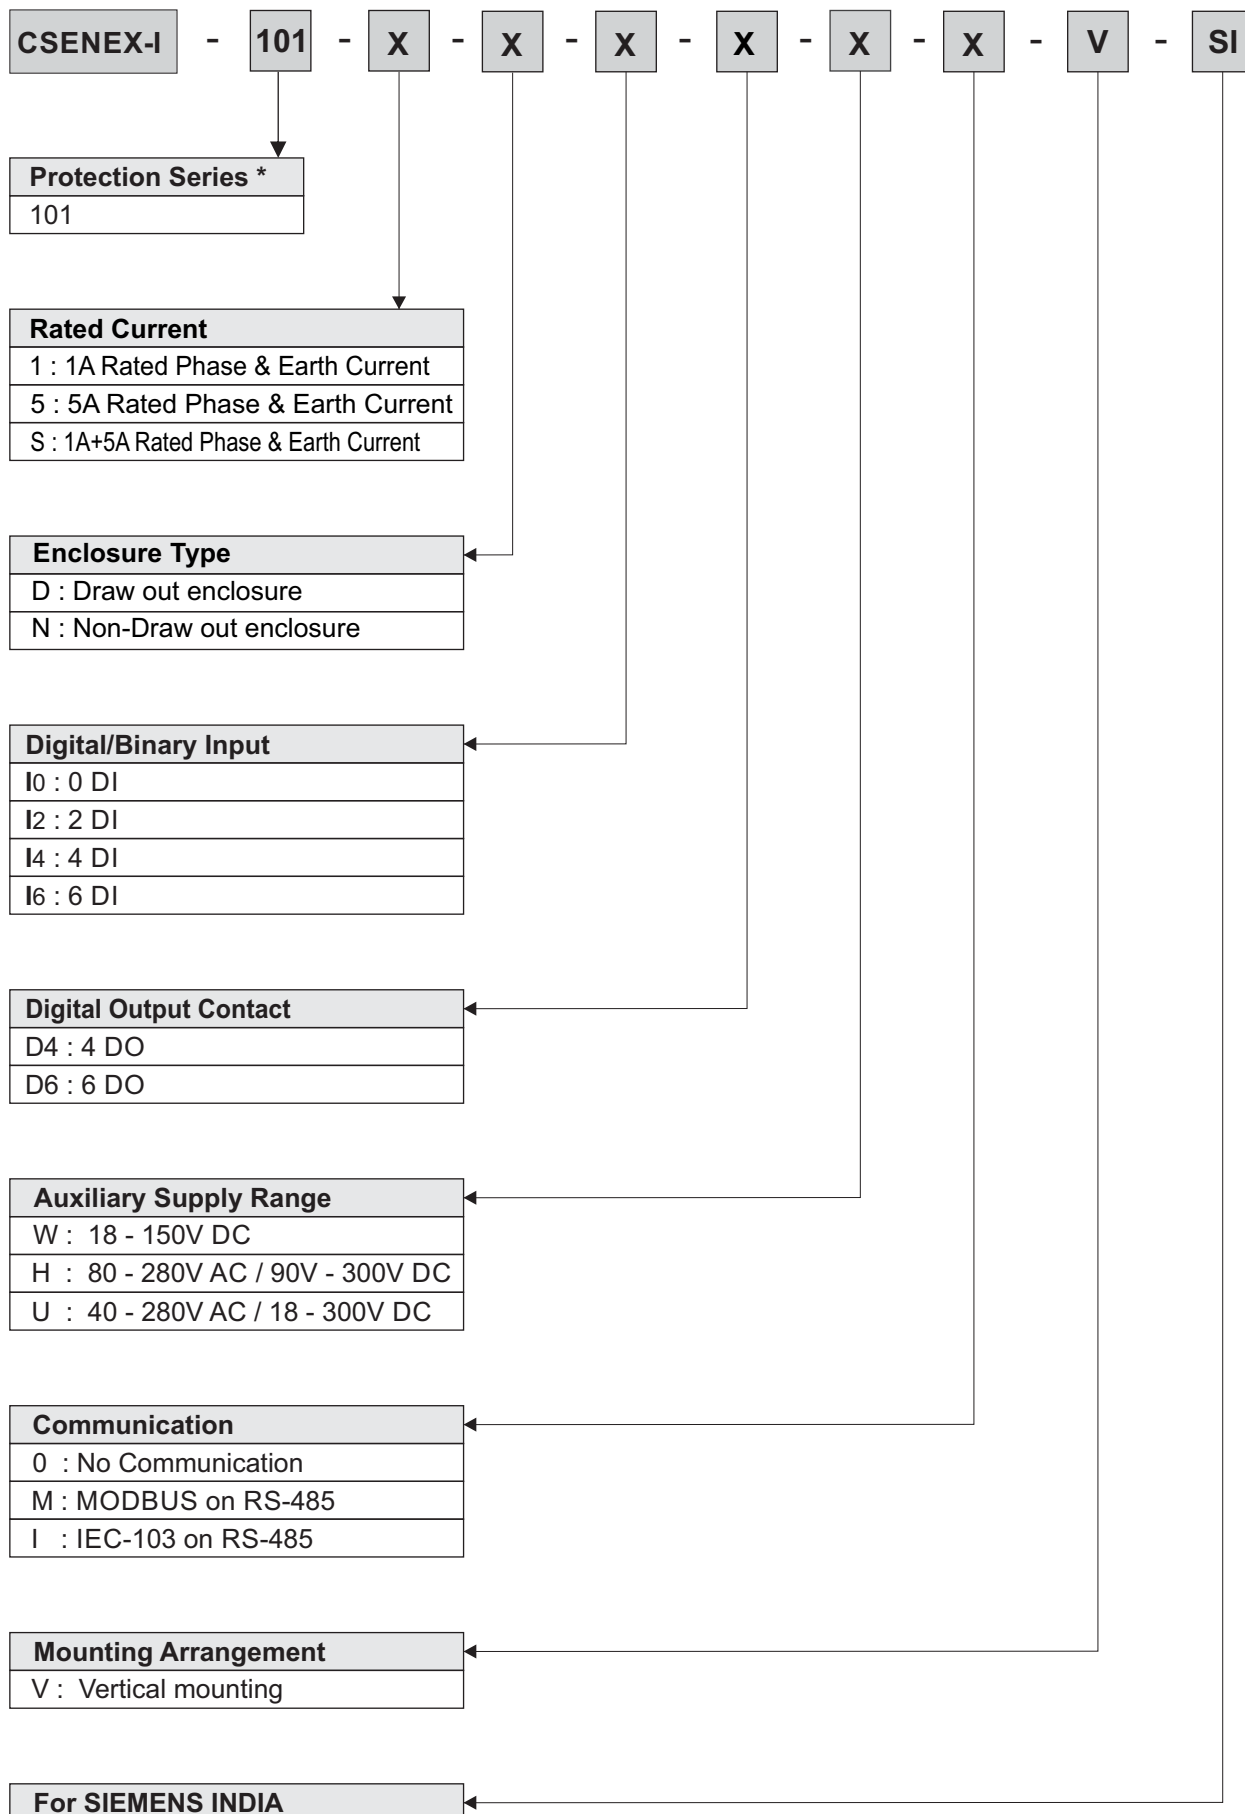 CSENEX-I - 101 - X - X - X - X - X - X - V - SI
Protection Series *
101
Rated Current
1 : 1A Rated Phase & Earth Current
5 : 5A Rated Phase & Earth Current
S : 1A+5A Rated Phase & Earth Current
Enclosure Type
D : Draw out enclosure
N : Non-Draw out enclosure
Digital/Binary Input
I0 : 0 DI
I2 : 2 DI
I4 : 4 DI
I6 : 6 DI
Digital Output Contact
D4 : 4 DO
D6 : 6 DO
Auxiliary Supply Range
W : 18 - 150V DC
H : 80 - 280V AC / 90V - 300V DC
U : 40 - 280V AC / 18 - 300V DC
Communication
0 : No Communication
M : MODBUS on RS-485
I : IEC-103 on RS-485
Mounting Arrangement
V : Vertical mounting
For SIEMENS INDIA